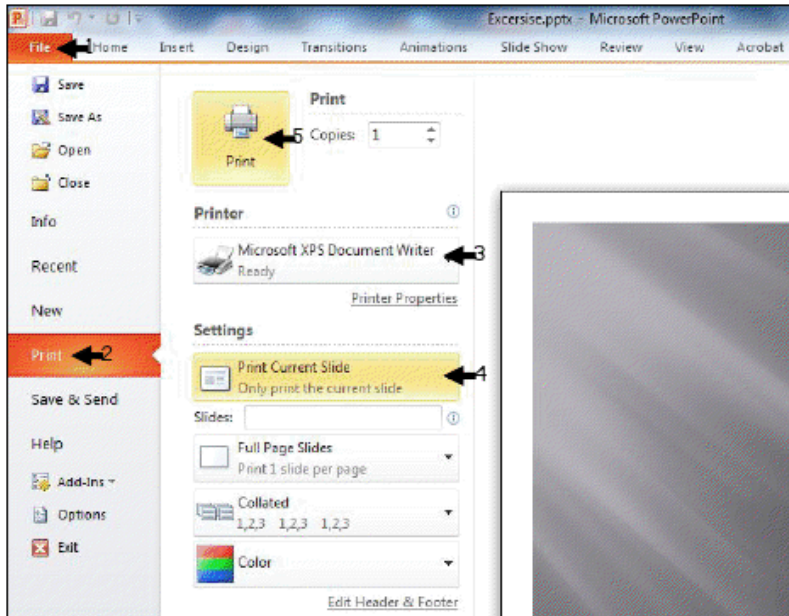 Excersise.pptx - Microsoft PowerPoint
File 1 Home Insert Design Transitions Animations Slide Show Review View Acrobat
Save
Save As
Open
Close
Info
Recent
New
Print 2
Save & Send
Help
Add-Ins
Options
Exit
Print
Print
5 Copies: 1
Printer
Microsoft XPS Document Writer 3
Ready
Printer Properties
Settings
Print Current Slide 4
Only print the current slide
Slides:
Full Page Slides
Print 1 slide per page
Collated
1,2,3 1,2,3 1,2,3
Color
Edit Header & Footer